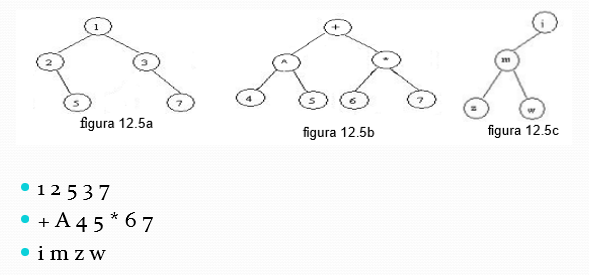 1
2
3
5
7
figura 12.5a
+
^
*
4
5
6
7
figura 12.5b
i
m
z
w
figura 12.5c
1 2 5 3 7
+ A 4 5 * 6 7
i m z w